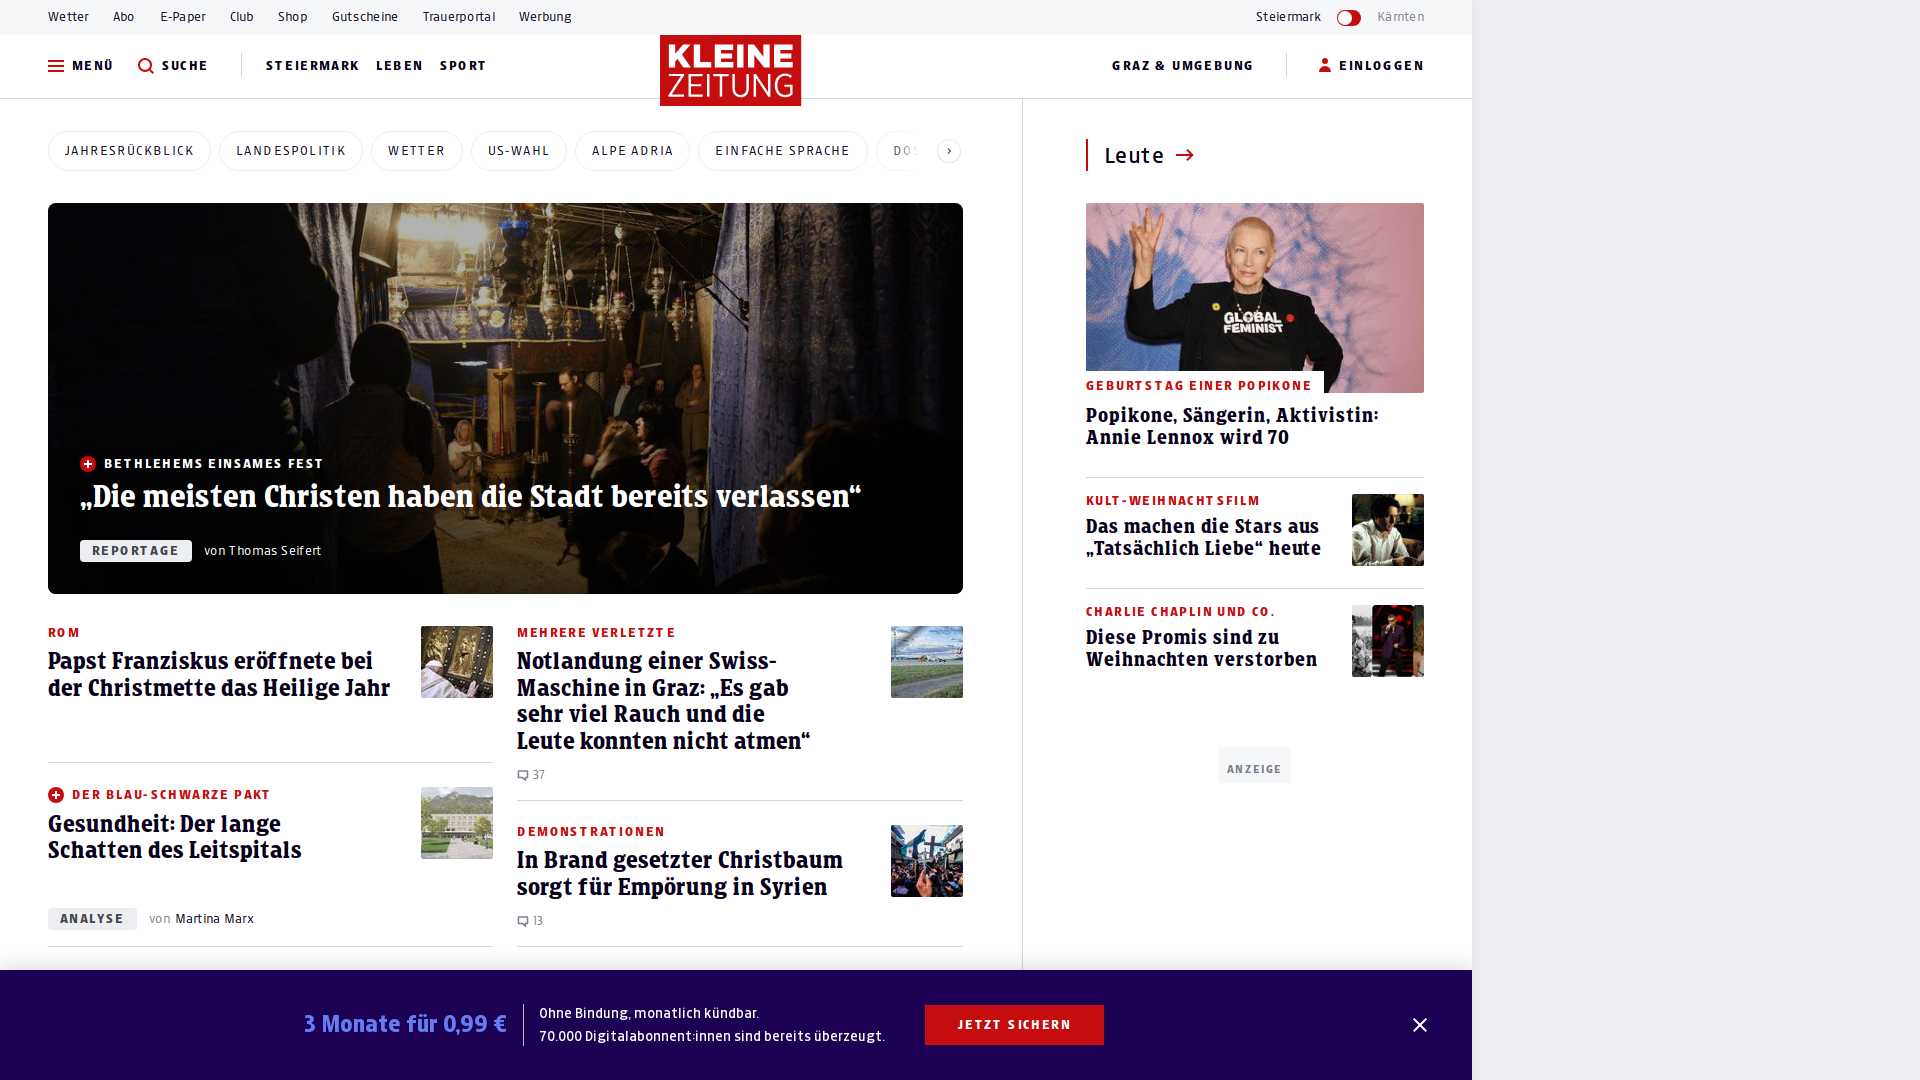 Wetter Abo E-Paper Club Shop Gutscheine Trauerportal Werbung Steiermark Kärnten
MENÜ SUCHE STEIERMARK LEBEN SPORT KLEINE ZEITUNG GRAZ & UMGEBUNG EINLOGGEN
JAHRESRÜCKBLICK LANDESPOLITIK WETTER US-WAHL ALPE ADRIA EINFACHE SPRACHE
BETHLEHEMS EINSAMES FEST
„Die meisten Christen haben die Stadt bereits verlassen“
REPORTAGE von Thomas Seifert
ROM
Papst Franziskus eröffnete bei
der Christmette das Heilige Jahr
DER BLAU-SCHWARZE PAKT
Gesundheit: Der lange
Schatten des Leitspitals
ANALYSE von Martina Marx
MEHRERE VERLETZTE
Notlandung einer Swiss-
Maschine in Graz: „Es gab
sehr viel Rauch und die
Leute konnten nicht atmen“
37
DEMONSTRATIONEN
In Brand gesetzter Christbaum
sorgt für Empörung in Syrien
13
Leute
GLOBAL
FEMINIST
GEBURTSTAG EINER POPIKONE
Popikone, Sängerin, Aktivistin:
Annie Lennox wird 70
KULT-WEIHNACHTSFILM
Das machen die Stars aus
„Tatsächlich Liebe“ heute
CHARLIE CHAPLIN UND CO.
Diese Promis sind zu
Weihnachten verstorben
ANZEIGE
3 Monate für 0,99 €
Ohne Bindung, monatlich kündbar.
70.000 Digitalabonnent:innen sind bereits überzeugt.
JETZT SICHERN